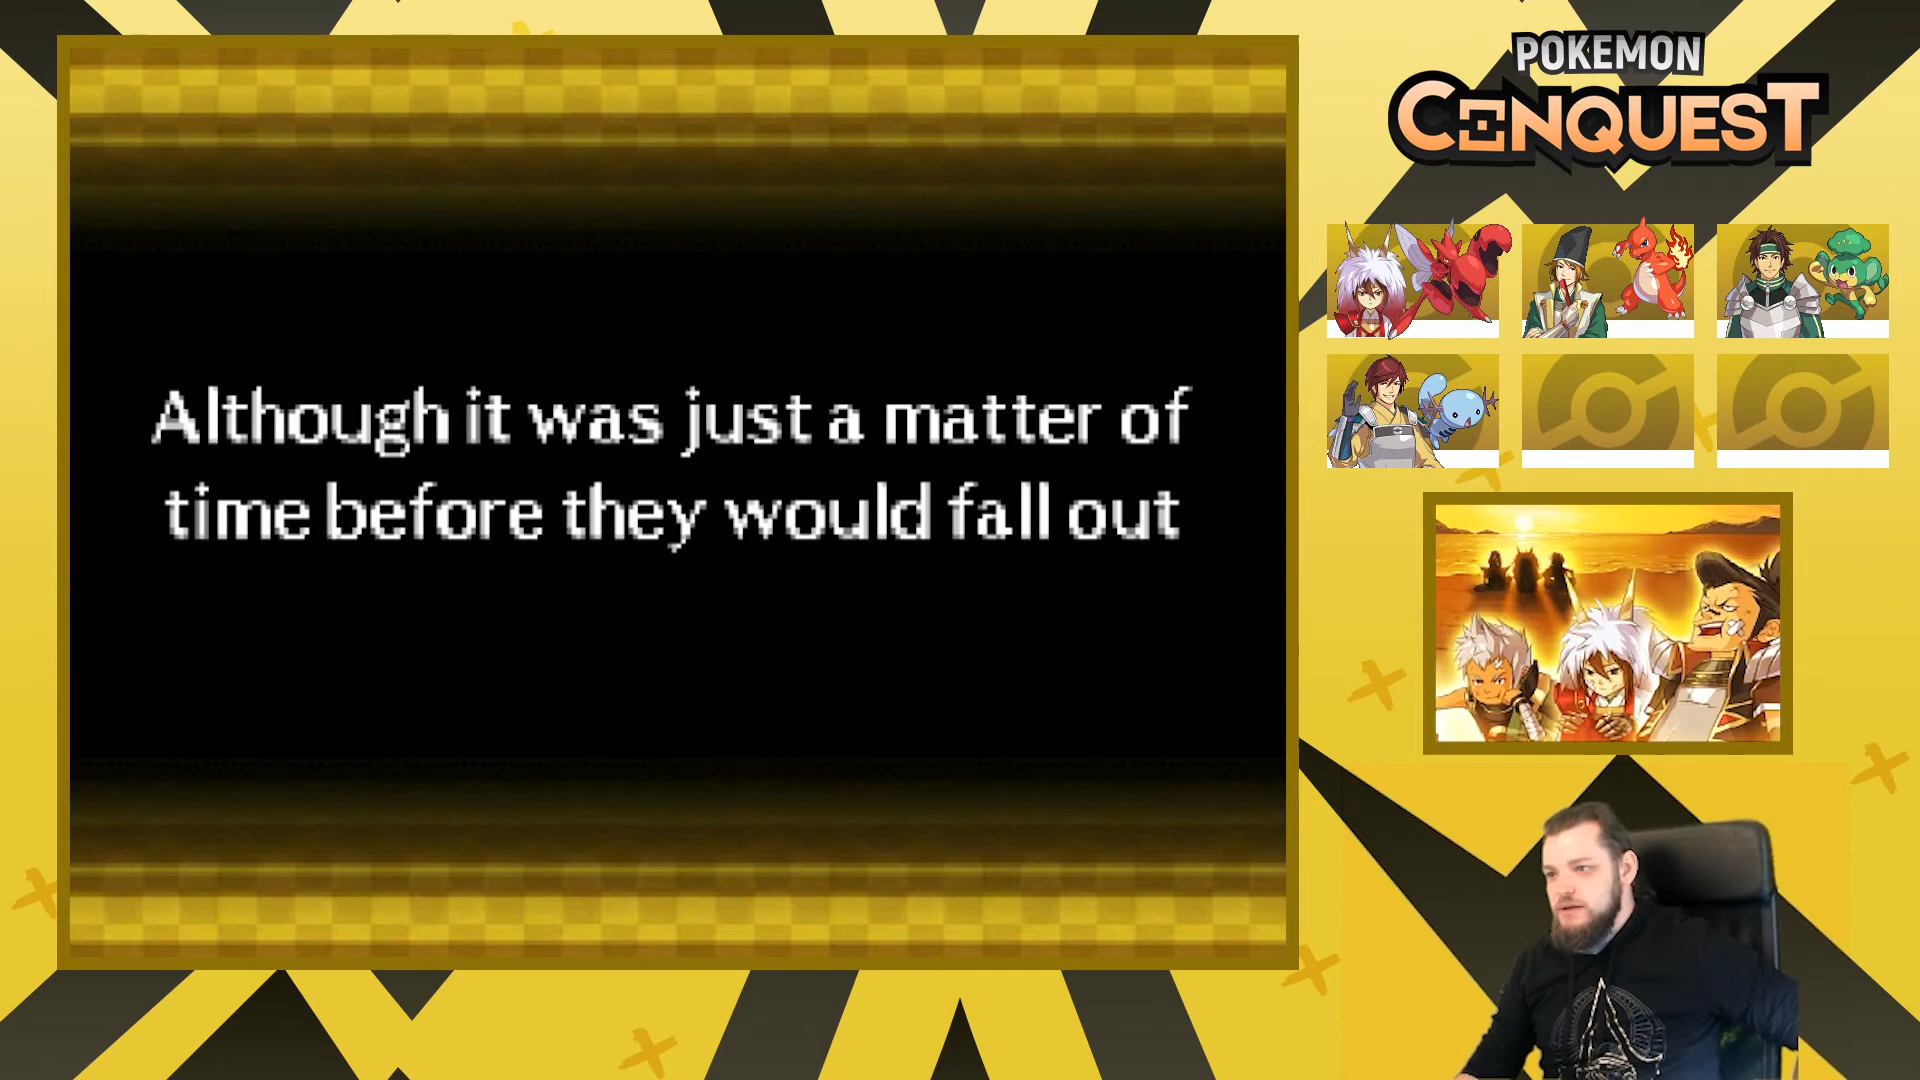 Although it was just a matter of
time before they would fall out
POKEMON
CONQUEST